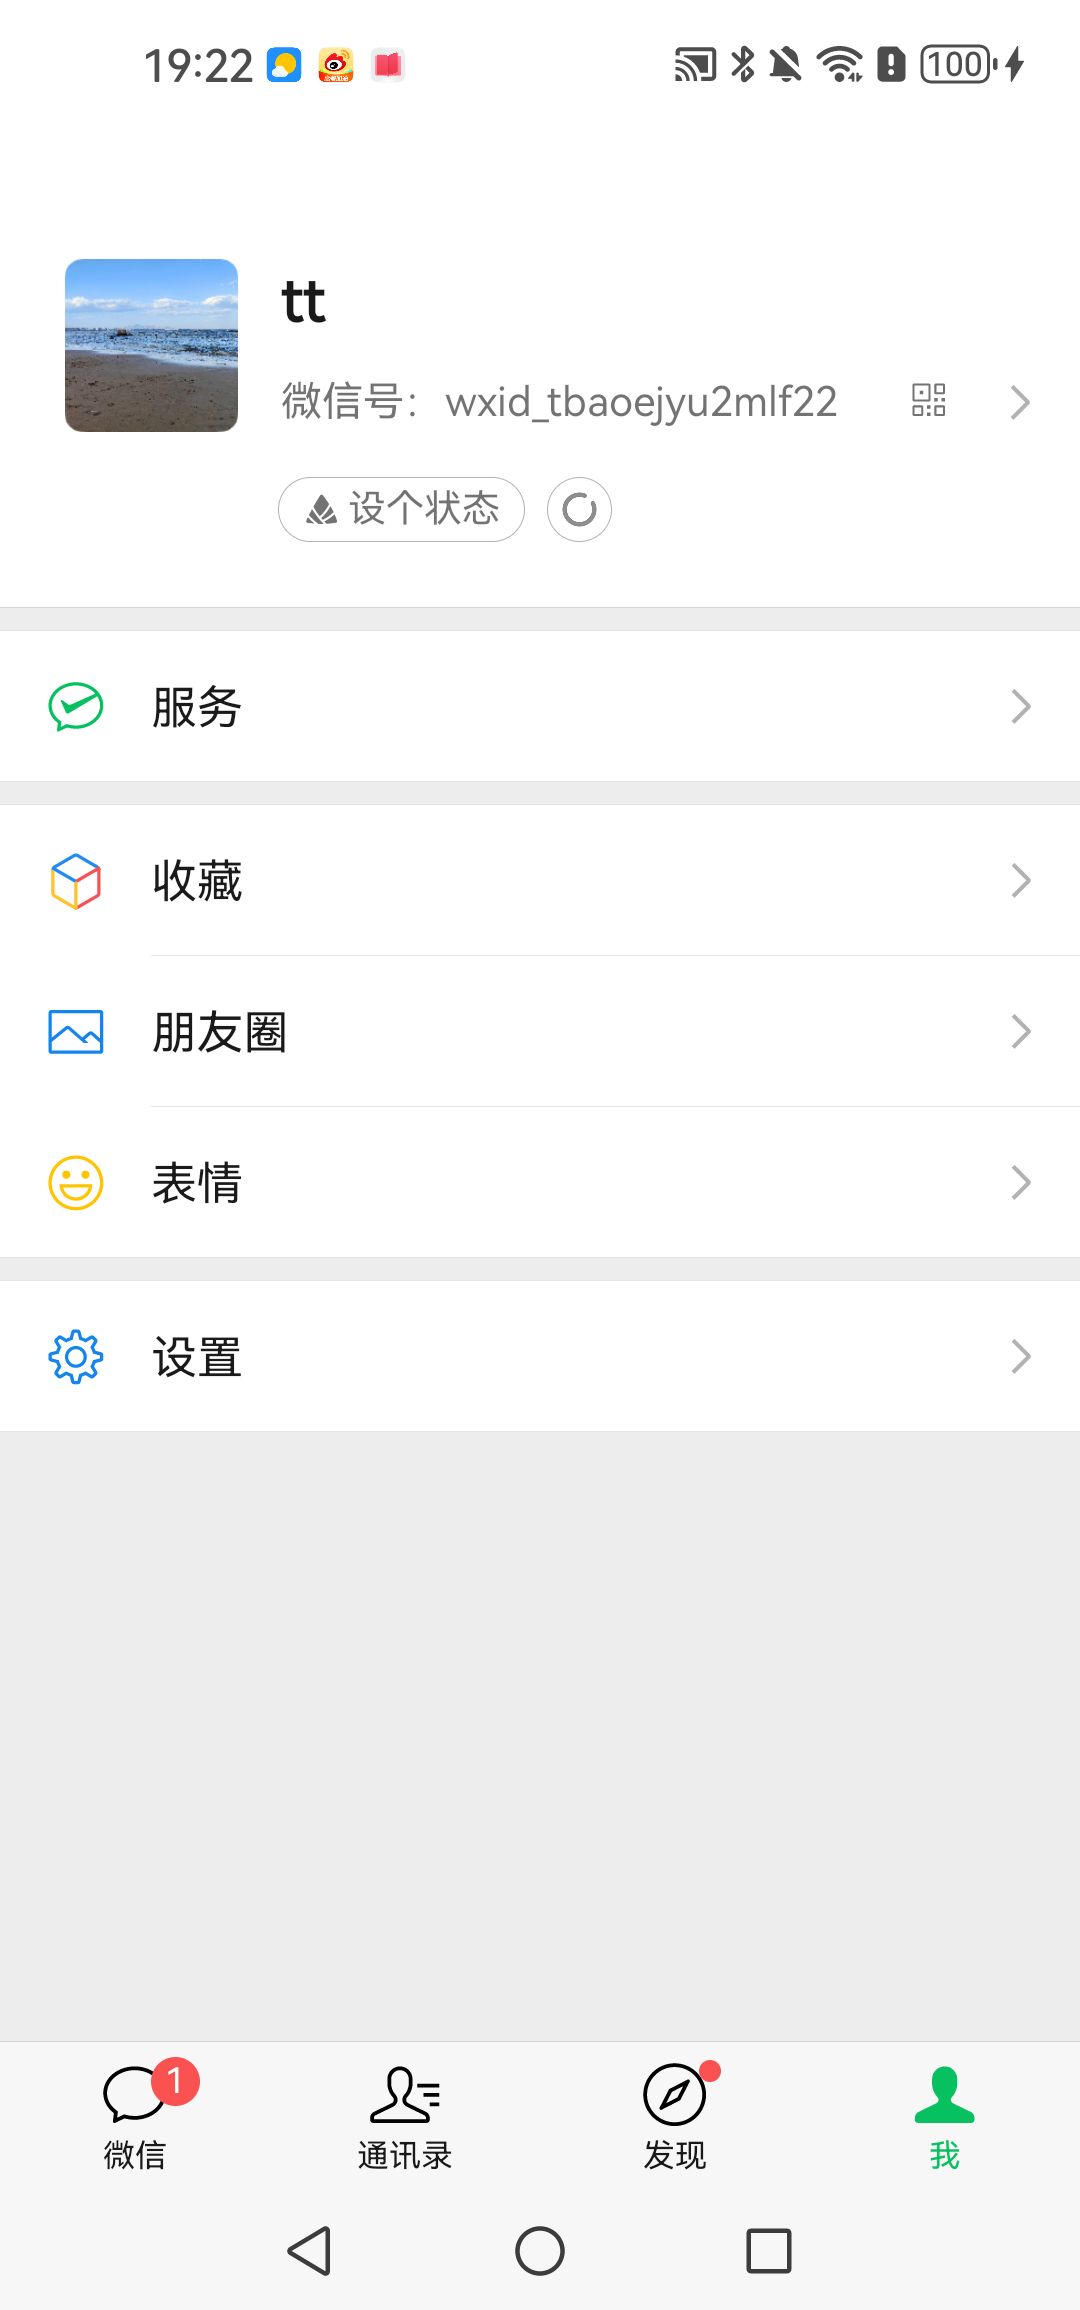 19:22
100
tt
微信号：wxid_tbaoejyu2mlf22
设个状态
服务
收藏
朋友圈
表情
设置
1
微信
通讯录
发现
我